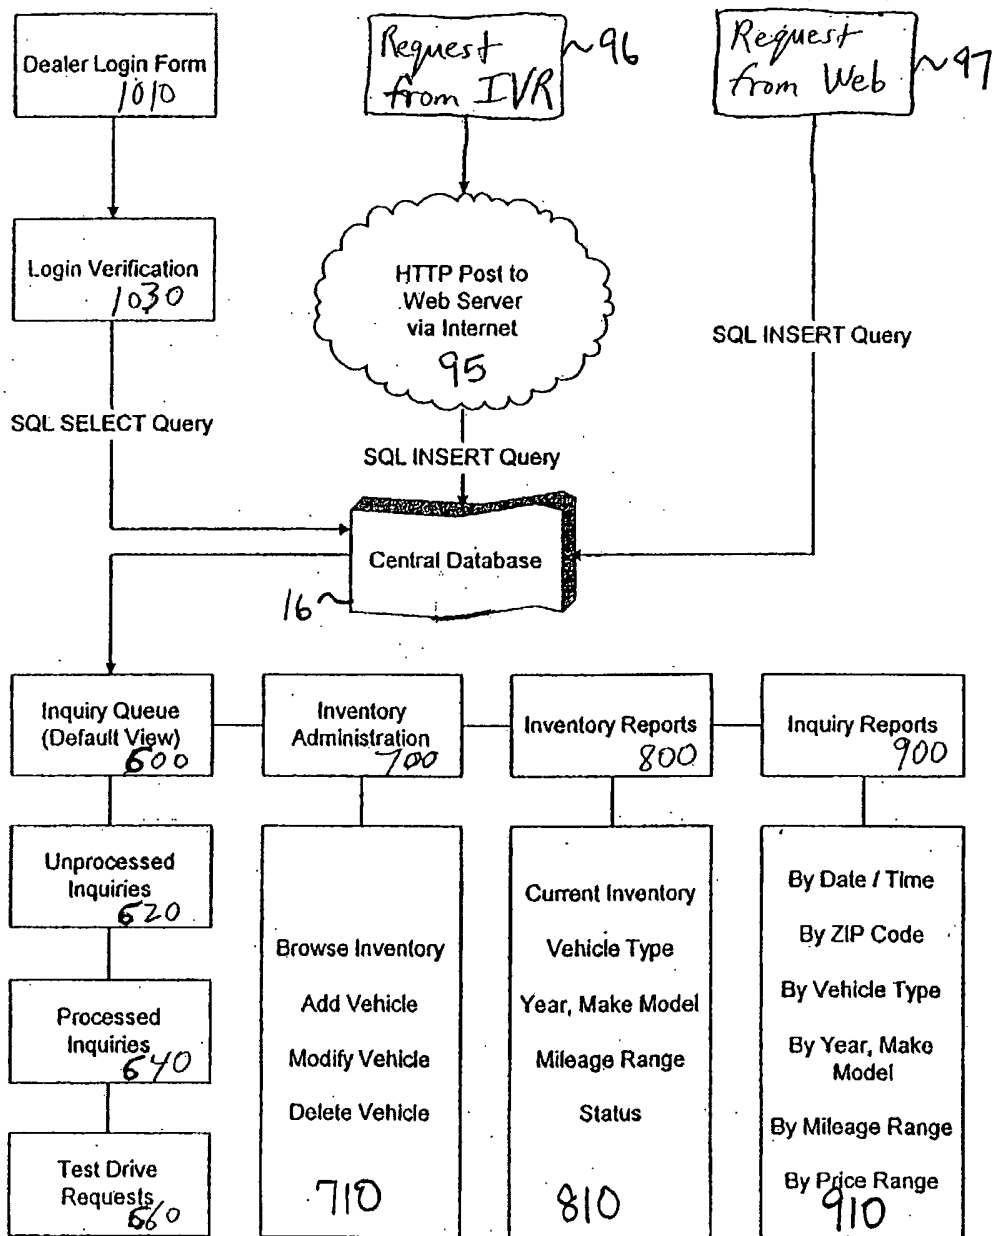 Dealer Login Form
1010
Request
from IVR
~96
Request
from Web
~97
Login Verification
1030
HTTP Post to
Web Server
via Internet
95
SQL INSERT Query
SQL SELECT Query
SQL INSERT Query
Central Database
16~
Inquiry Queue
(Default View)
600
Inventory
Administration
700
Inventory Reports
800
Inquiry Reports
900
Unprocessed
Inquiries
620
Processed
Inquiries
640
Test Drive
Requests
660
Browse Inventory
Add Vehicle
Modify Vehicle
Delete Vehicle
710
Current Inventory
Vehicle Type
Year, Make Model
Mileage Range
Status
810
By Date / Time
By ZIP Code
By Vehicle Type
By Year, Make
Model
By Mileage Range
By Price Range
910